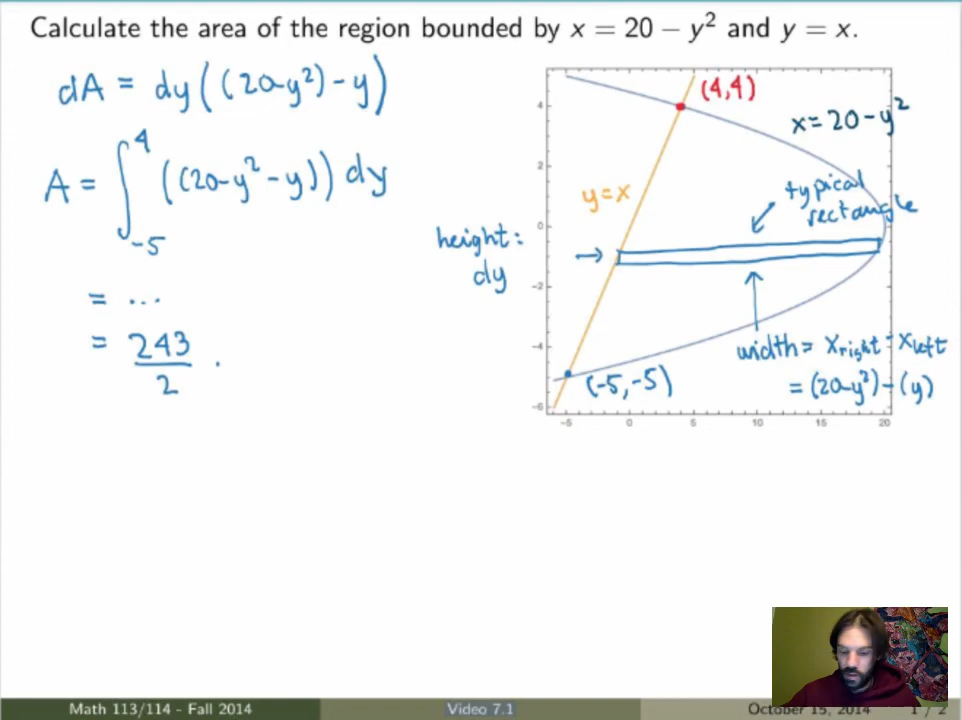 Calculate the area of the region bounded by x = 20 − y² and y = x.
dA = dy((20-y²)-y)
A = ∫₋₅⁴ ((20-y²-y)) dy
= ...
= 243/2 .
(4,4)
x=20-y²
y=x
typical
rectangle
height:
dy
width = x_right - x_left
= (20-y²)-(y)
(-5,-5)
4
2
0
-2
-4
-6
-5 0 5 10 15 20
Math 113/114 - Fall 2014 Video 7.1 October 15, 2014 1 / 2